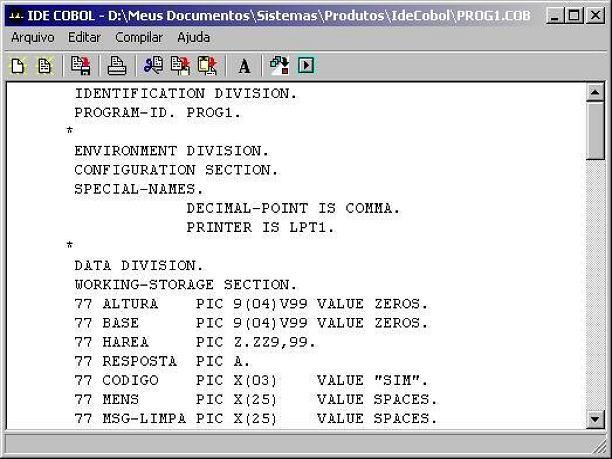 IDE COBOL - D:\Meus Documentos\Sistemas\Produtos\IdeCobol\PROG1.COB
Arquivo Editar Compilar Ajuda
A
IDENTIFICATION DIVISION.
PROGRAM-ID. PROG1.
*
ENVIRONMENT DIVISION.
CONFIGURATION SECTION.
SPECIAL-NAMES.
DECIMAL-POINT IS COMMA.
PRINTER IS LPT1.
*
DATA DIVISION.
WORKING-STORAGE SECTION.
77 ALTURA PIC 9(04)V99 VALUE ZEROS.
77 BASE PIC 9(04)V99 VALUE ZEROS.
77 HAREA PIC Z.ZZ9,99.
77 RESPOSTA PIC A.
77 CODIGO PIC X(03) VALUE "SIM".
77 MENS PIC X(25) VALUE SPACES.
77 MSG-LIMPA PIC X(25) VALUE SPACES.